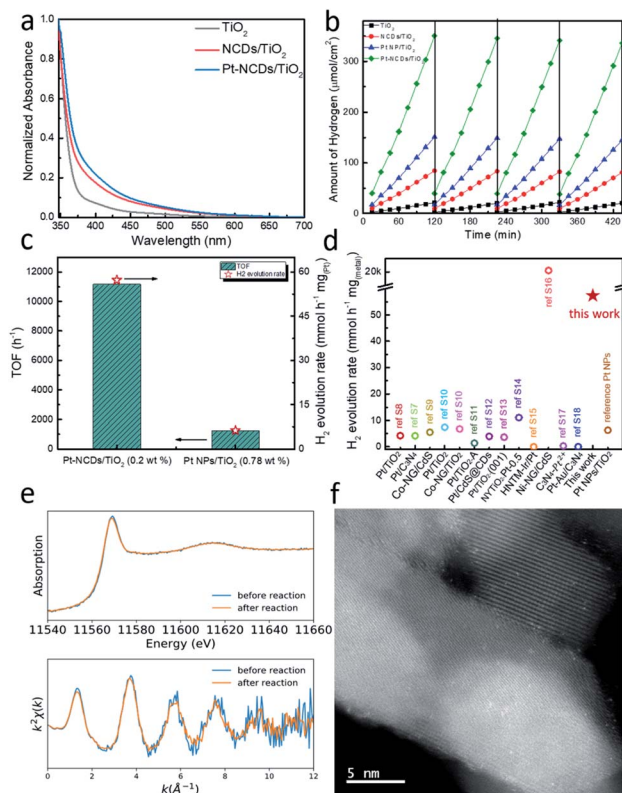 a
TiO₂
NCDs/TiO₂
Pt-NCDs/TiO₂
Normalized Absorbance
1.0
0.8
0.6
0.4
0.2
0.0
350 400 450 500 550 600 650 700
Wavelength (nm)
b
TiO₂
NCDs/TiO₂
Pt NP/TiO₂
Pt-NCDs/TiO₂
Amount of Hydrogen (μmol/cm²)
300
200
100
0
0 60 120 180 240 300 360 420
Time (min)
c
TOF
H2 evolution rate
TOF (h⁻¹)
12000
10000
8000
6000
4000
2000
0
Pt-NCDs/TiO₂ (0.2 wt %) Pt NPs/TiO₂ (0.78 wt %)
60
45
30
15
0
H₂ evolution rate (mmol h⁻¹ mg(Pt))
d
H₂ evolution rate (mmol h⁻¹ mg(metal))
20k
50
40
30
20
10
0
ref S8
ref S7
ref S9
ref S10
ref S10
ref S11
ref S12
ref S13
ref S14
ref S15
ref S16
ref S17
ref S18
this work
reference Pt NPs
Pt/TiO₂
Pt/C₃N₄
Co-NG/CdS
Pt/TiO₂
Co-NG/TiO₂
Pt/TiO₂-A
Pt/CdS@CDs
Pt/TiO₂(001)
NYTiO₂-Pt-0.5
HNTM-Ir/Pt
Ni-NG/CdS
C₃N₄-Pt²⁺
Pt-Au/C₃N₄
This work
Pt NPs/TiO₂
e
Absorption
before reaction
after reaction
11540 11560 11580 11600 11620 11640 11660
Energy (eV)
k²χ(k)
before reaction
after reaction
0 2 4 6 8 10 12
k(Å⁻¹)
f
5 nm